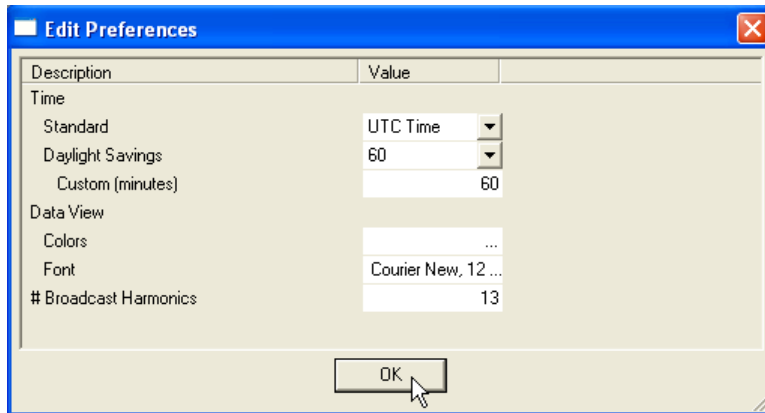 Edit Preferences
Description Value
Time
Standard UTC Time
Daylight Savings 60
Custom (minutes) 60
Data View
Colors ...
Font Courier New, 12 ...
# Broadcast Harmonics 13
OK